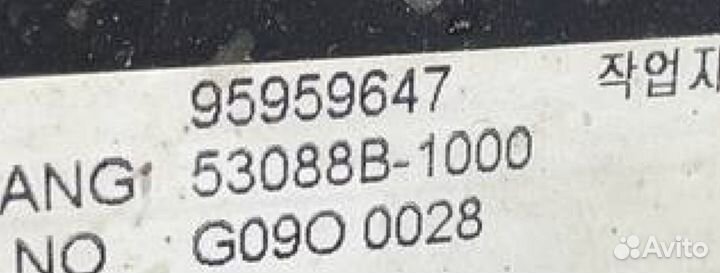 95959647 작업자
ANG: 53088B-1000
NO : G09O 0028
Avito